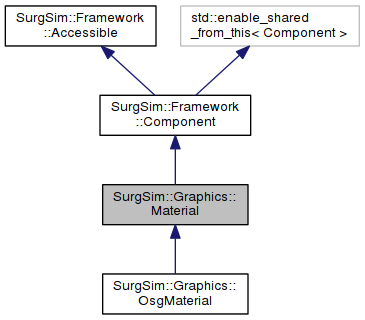 SurgSim::Framework
::Accessible
std::enable_shared
_from_this< Component >
SurgSim::Framework
::Component
SurgSim::Graphics::
Material
SurgSim::Graphics::
OsgMaterial